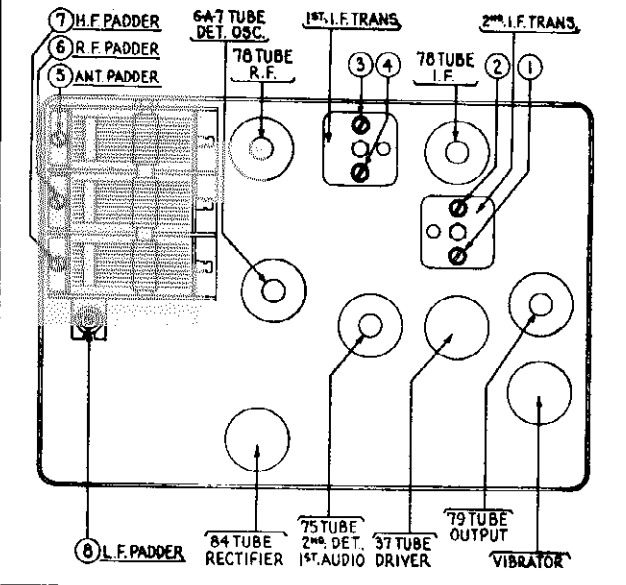 ⑦ H.F. PADDER
⑥ R.F. PADDER
⑤ ANT. PADDER
6-A-7 TUBE
DET. OSC.
78 TUBE
R.F.
1ST. I.F. TRANS.
③ ④
78 TUBE
I.F.
2ND. I.F. TRANS.
② ①
⑧ L.F. PADDER
84 TUBE
RECTIFIER
75 TUBE
2ND. DET.
1ST. AUDIO
37 TUBE
DRIVER
79 TUBE
OUTPUT
VIBRATOR